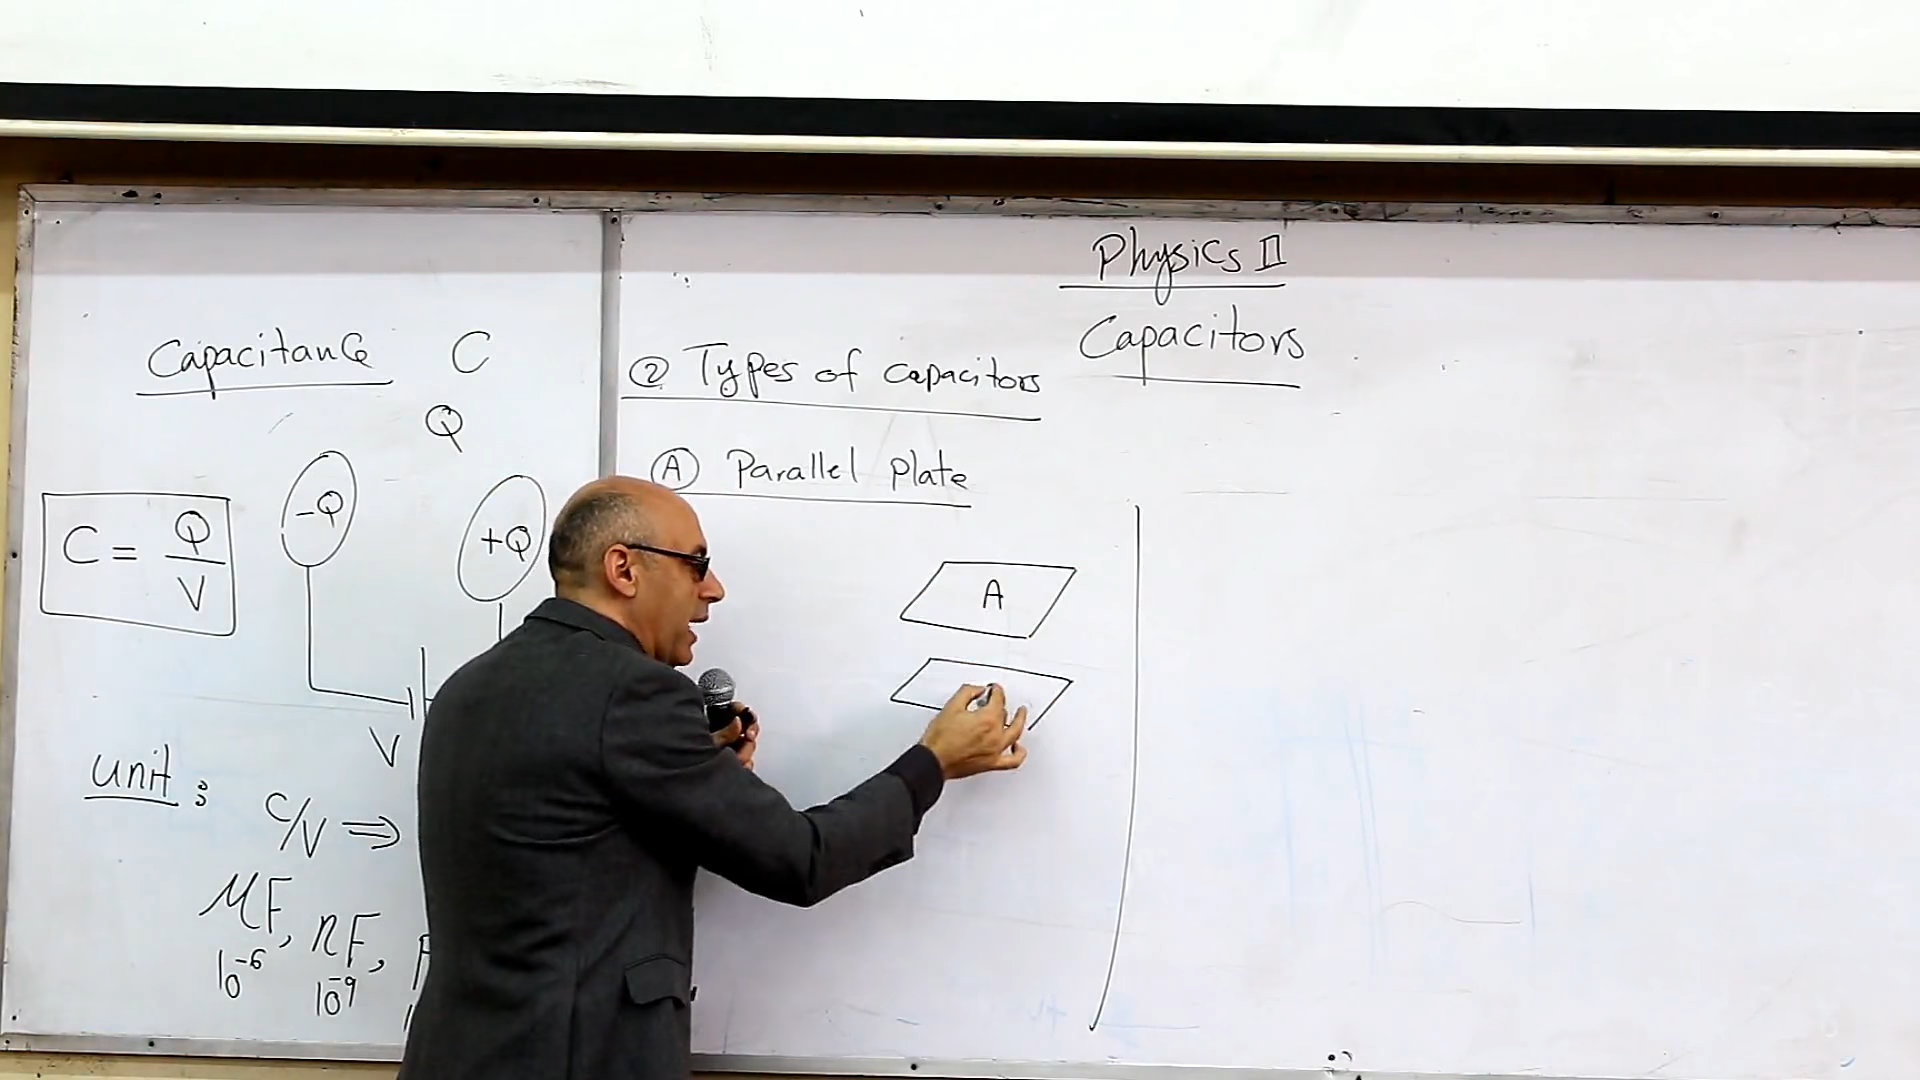 Physics II
Capacitors
Capacitance C
Q
C = Q/V
-Q
+Q
V
unit :
C/V ⇒
μF, nF,
10⁻⁶ 10⁻⁹
② Types of capacitors
Ⓐ Parallel plate
A